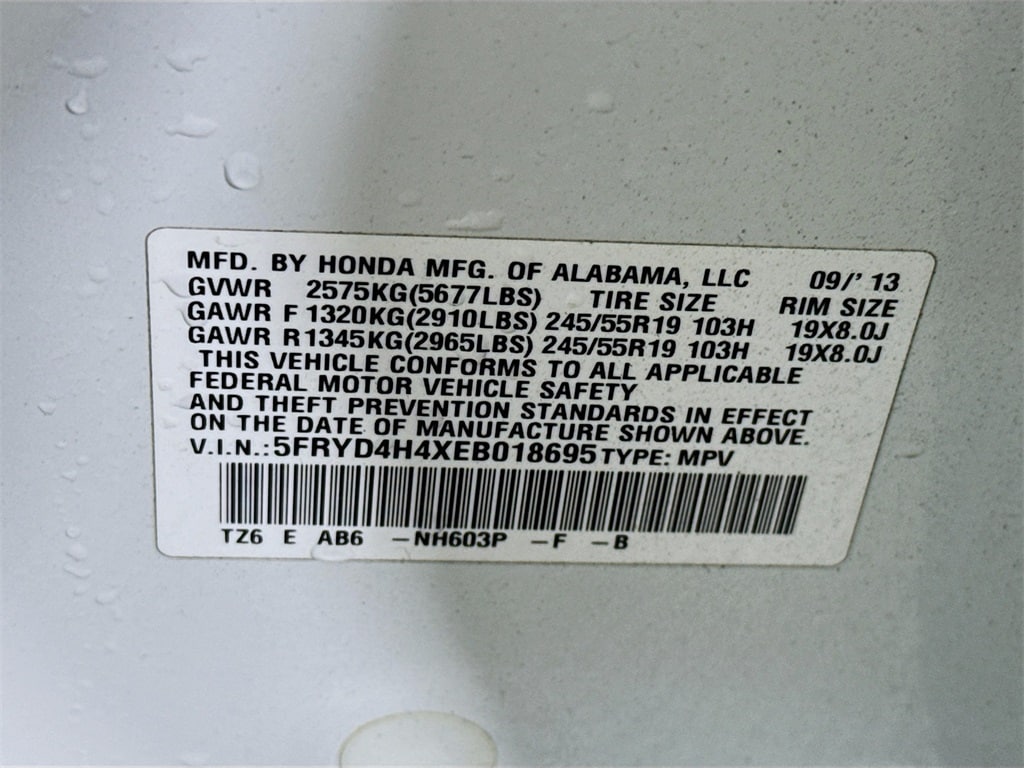 MFD. BY HONDA MFG. OF ALABAMA, LLC 09/' 13
GVWR 2575KG(5677LBS) TIRE SIZE RIM SIZE
GAWR F 1320KG(2910LBS) 245/55R19 103H 19X8.0J
GAWR R 1345KG(2965LBS) 245/55R19 103H 19X8.0J
THIS VEHICLE CONFORMS TO ALL APPLICABLE
FEDERAL MOTOR VEHICLE SAFETY
AND THEFT PREVENTION STANDARDS IN EFFECT
ON THE DATE OF MANUFACTURE SHOWN ABOVE.
V.I.N.: 5FRYD4H4XEB018695 TYPE: MPV
TZ6 E AB6 -NH603P -F -B